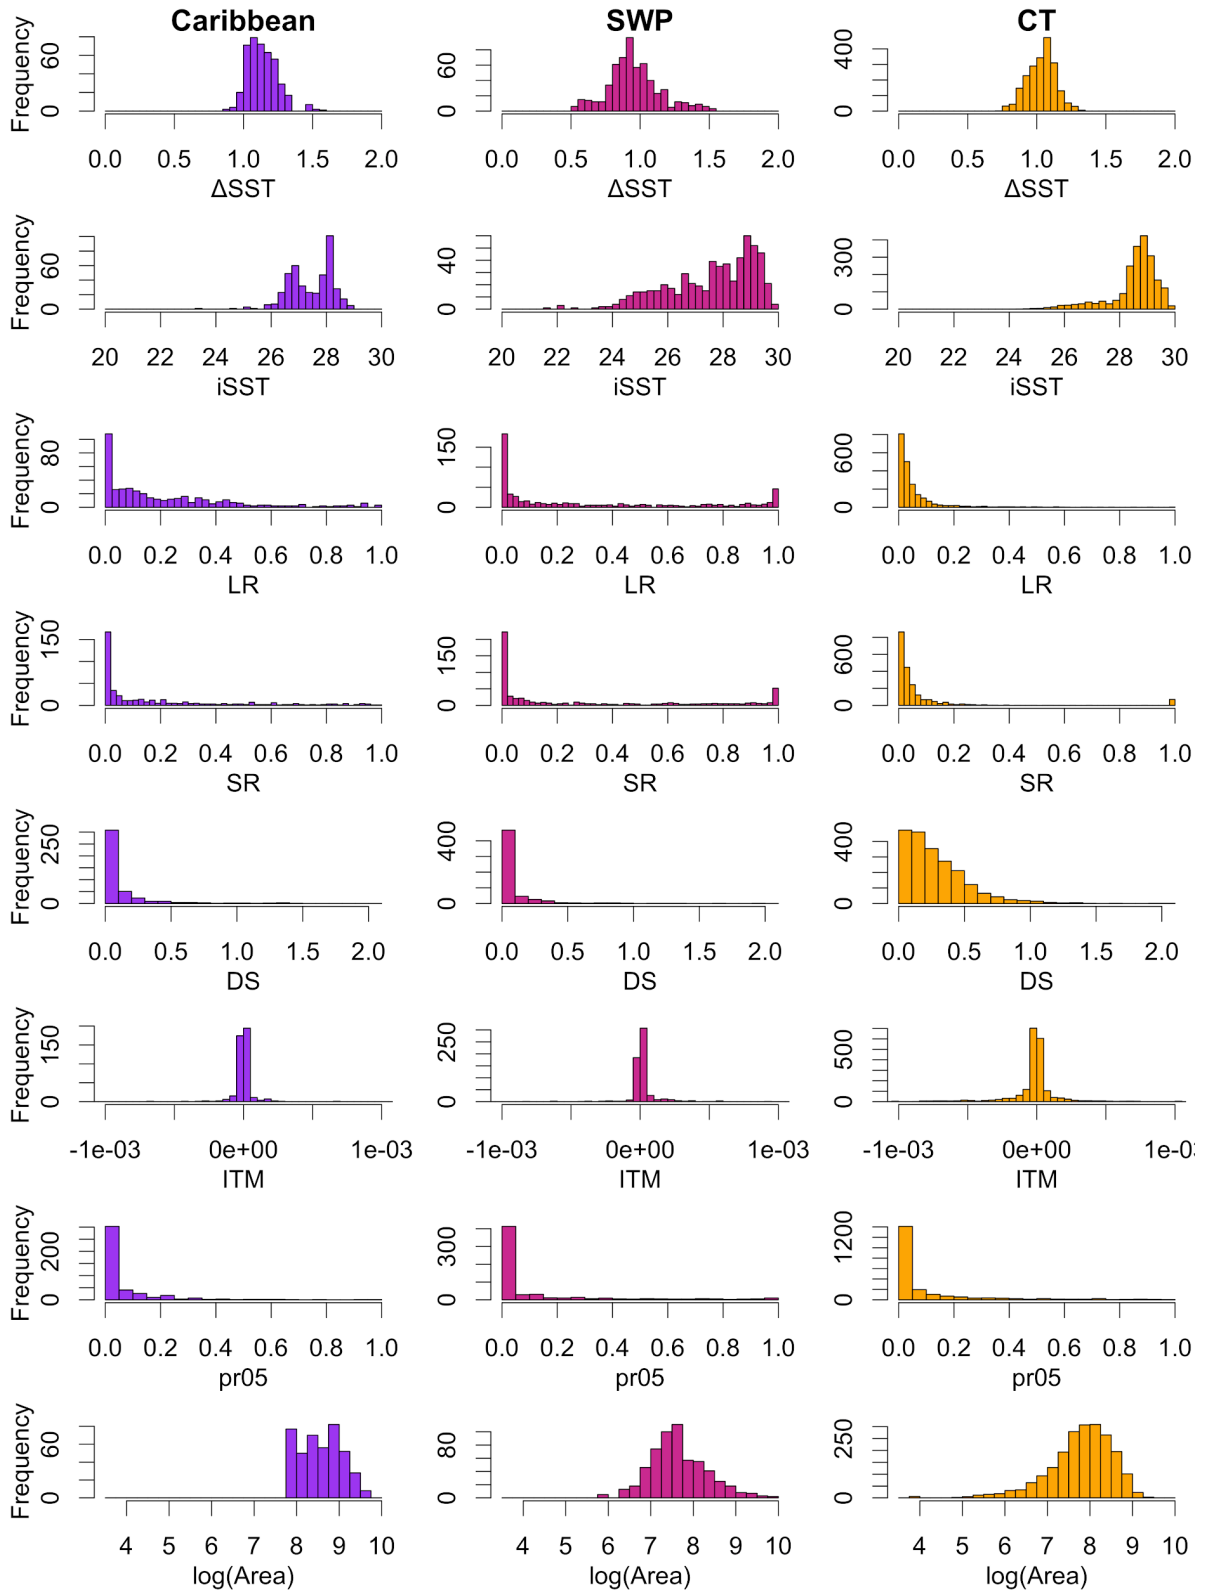 Caribbean SWP CT
Frequency 0 60 0 60 0 400
0.0 0.5 1.0 1.5 2.0 0.0 0.5 1.0 1.5 2.0 0.0 0.5 1.0 1.5 2.0
ΔSST ΔSST ΔSST
Frequency 0 60 0 40 0 300
20 22 24 26 28 30 20 22 24 26 28 30 20 22 24 26 28 30
iSST iSST iSST
Frequency 0 80 0 150 0 600
0.0 0.2 0.4 0.6 0.8 1.0 0.0 0.2 0.4 0.6 0.8 1.0 0.0 0.2 0.4 0.6 0.8 1.0
LR LR LR
Frequency 0 150 0 150 0 600
0.0 0.2 0.4 0.6 0.8 1.0 0.0 0.2 0.4 0.6 0.8 1.0 0.0 0.2 0.4 0.6 0.8 1.0
SR SR SR
Frequency 0 250 0 400 0 400
0.0 0.5 1.0 1.5 2.0 0.0 0.5 1.0 1.5 2.0 0.0 0.5 1.0 1.5 2.0
DS DS DS
Frequency 0 150 0 250 0 500
-1e-03 0e+00 1e-03 -1e-03 0e+00 1e-03 -1e-03 0e+00 1e-0
ITM ITM ITM
Frequency 0 200 0 300 0 1200
0.0 0.2 0.4 0.6 0.8 1.0 0.0 0.2 0.4 0.6 0.8 1.0 0.0 0.2 0.4 0.6 0.8 1.0
pr05 pr05 pr05
Frequency 0 60 0 80 0 250
4 5 6 7 8 9 10 4 5 6 7 8 9 10 4 5 6 7 8 9 10
log(Area) log(Area) log(Area)